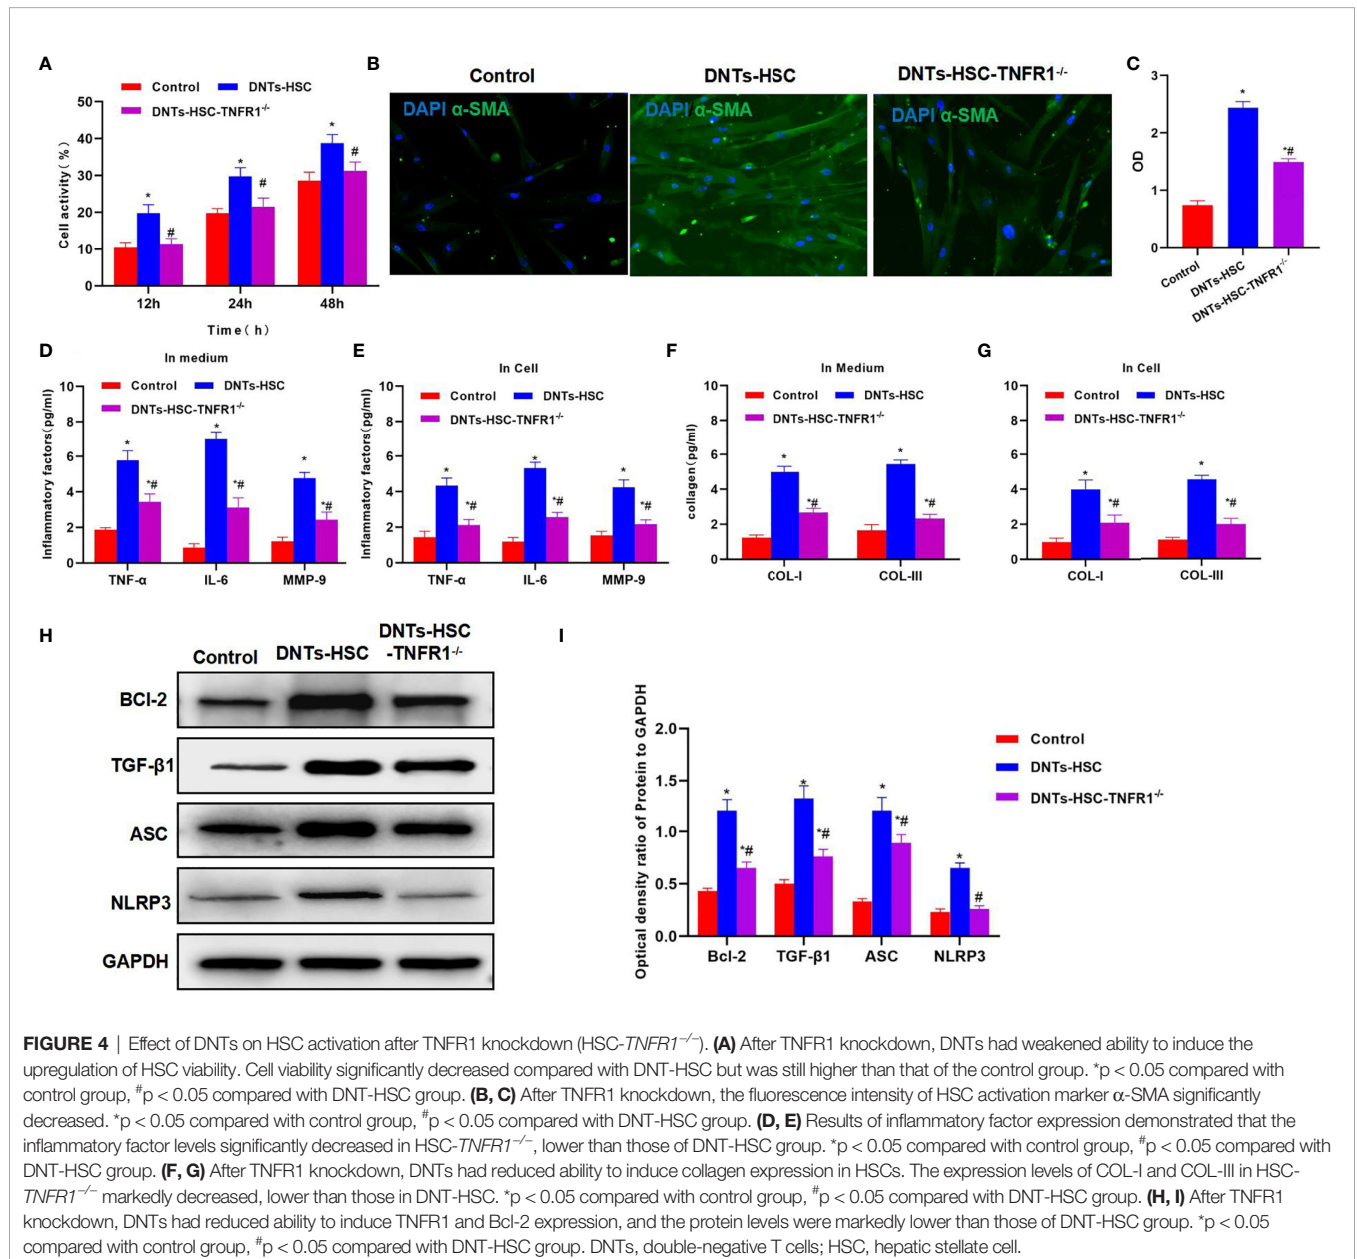 A
Control DNTs-HSC
DNTs-HSC-TNFR1-/-
Cell activity( %)
50
40
30
20
10
0
*
#
*
#
*
#
12h 24h 48h
Time( h)
B
Control DNTs-HSC DNTs-HSC-TNFR1-/-
DAPI α-SMA DAPI α-SMA DAPI α-SMA
C
OD
3
2
1
0
*
*#
Control
DNTs-HSC
DNTs-HSC-TNFR1-/-
D
In medium
Control DNTs-HSC
DNTs-HSC-TNFR1-/-
Inflammatory factors(pg/ml)
10
8
6
4
2
0
*
*#
*
*#
*
*#
TNF-α IL-6 MMP-9
E
In Cell
Control DNTs-HSC
DNTs-HSC-TNFR1-/-
Inflammatory factors(pg/ml)
10
8
6
4
2
0
*
*#
*
*#
*
*#
TNF-α IL-6 MMP-9
F
In Medium
Control DNTs-HSC
DNTs-HSC-TNFR1-/-
collagen(pg/ml)
10
8
6
4
2
0
*
*#
*
*#
COL-I COL-III
G
In Cell
Control DNTs-HSC
DNTs-HSC-TNFR1-/-
10
8
6
4
2
0
*
*#
*
*#
COL-I COL-III
H
Control DNTs-HSC DNTs-HSC
-TNFR1-/-
BCl-2
TGF-β1
ASC
NLRP3
GAPDH
I
Optical density ratio of Protein to GAPDH
2.0
1.5
1.0
0.5
0.0
*
*#
*
*#
*
*#
*
#
Bcl-2 TGF-β1 ASC NLRP3
Control
DNTs-HSC
DNTs-HSC-TNFR1-/-
FIGURE 4 | Effect of DNTs on HSC activation after TNFR1 knockdown (HSC-TNFR1−/−). (A) After TNFR1 knockdown, DNTs had weakened ability to induce the
upregulation of HSC viability. Cell viability significantly decreased compared with DNT-HSC but was still higher than that of the control group. *p < 0.05 compared with
control group, #p < 0.05 compared with DNT-HSC group. (B, C) After TNFR1 knockdown, the fluorescence intensity of HSC activation marker α-SMA significantly
decreased. *p < 0.05 compared with control group, #p < 0.05 compared with DNT-HSC group. (D, E) Results of inflammatory factor expression demonstrated that the
inflammatory factor levels significantly decreased in HSC-TNFR1−/−, lower than those of DNT-HSC group. *p < 0.05 compared with control group, #p < 0.05 compared with
DNT-HSC group. (F, G) After TNFR1 knockdown, DNTs had reduced ability to induce collagen expression in HSCs. The expression levels of COL-I and COL-III in HSC-
TNFR1−/− markedly decreased, lower than those in DNT-HSC. *p < 0.05 compared with control group, #p < 0.05 compared with DNT-HSC group. (H, I) After TNFR1
knockdown, DNTs had reduced ability to induce TNFR1 and Bcl-2 expression, and the protein levels were markedly lower than those of DNT-HSC group. *p < 0.05
compared with control group, #p < 0.05 compared with DNT-HSC group. DNTs, double-negative T cells; HSC, hepatic stellate cell.